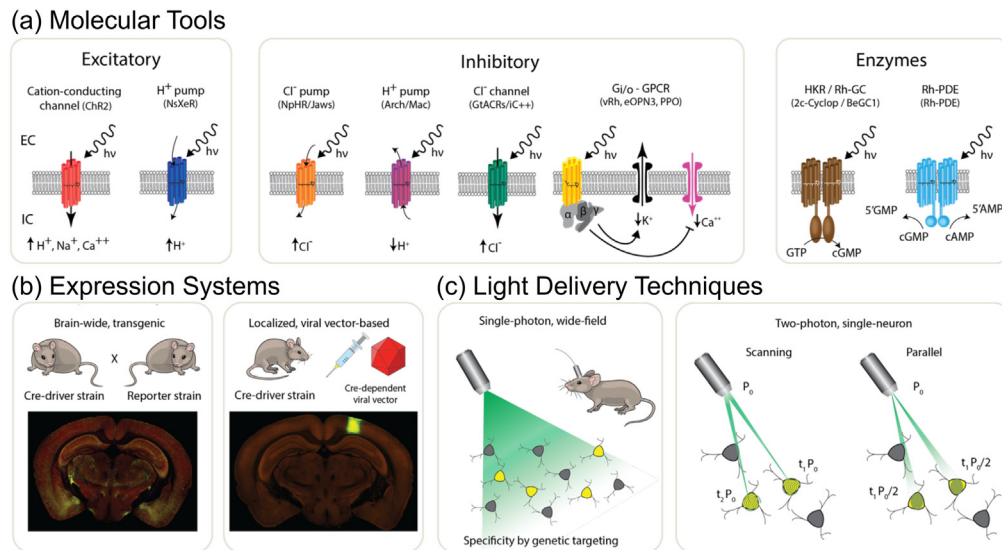 (a) Molecular Tools
Excitatory
Cation-conducting
channel (ChR2)
H⁺ pump
(NsXeR)
EC
hν
hν
IC
↑H⁺, Na⁺, Ca⁺⁺
↑H⁺
Inhibitory
Cl⁻ pump
(NpHR/Jaws)
H⁺ pump
(Arch/Mac)
Cl⁻ channel
(GtACRs/iC++)
Gi/o - GPCR
(vRh, eOPN3, PPO)
hν
hν
hν
hν
α β γ
↑Cl⁻
↓H⁺
↑Cl⁻
↓K⁺
↓Ca⁺⁺
Enzymes
HKR / Rh-GC
(2c-Cyclop / BeGC1)
Rh-PDE
(Rh-PDE)
hν
hν
GTP
cGMP
5'GMP
cGMP
5'AMP
cAMP
(b) Expression Systems
Brain-wide, transgenic
X
Cre-driver strain
Reporter strain
Localized, viral vector-based
Cre-driver strain
Cre-dependent
viral vector
(c) Light Delivery Techniques
Single-photon, wide-field
Specificity by genetic targeting
Two-photon, single-neuron
Scanning
P₀
t₁P₀
t₂P₀
Parallel
P₀
t₁P₀/2
t₁P₀/2